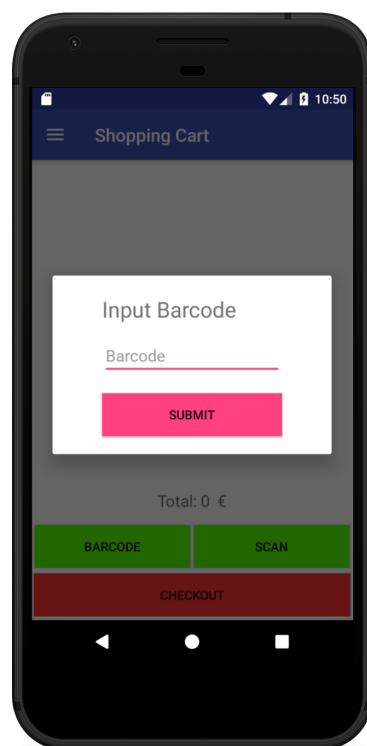 10:50
Shopping Cart
Input Barcode
Barcode
SUBMIT
Total: 0 €
BARCODE SCAN
CHECKOUT